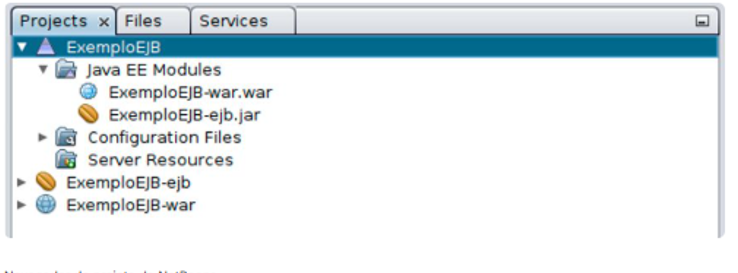 Projects x Files Services
ExemploEJB
Java EE Modules
ExemploEJB-war.war
ExemploEJB-ejb.jar
Configuration Files
Server Resources
ExemploEJB-ejb
ExemploEJB-war